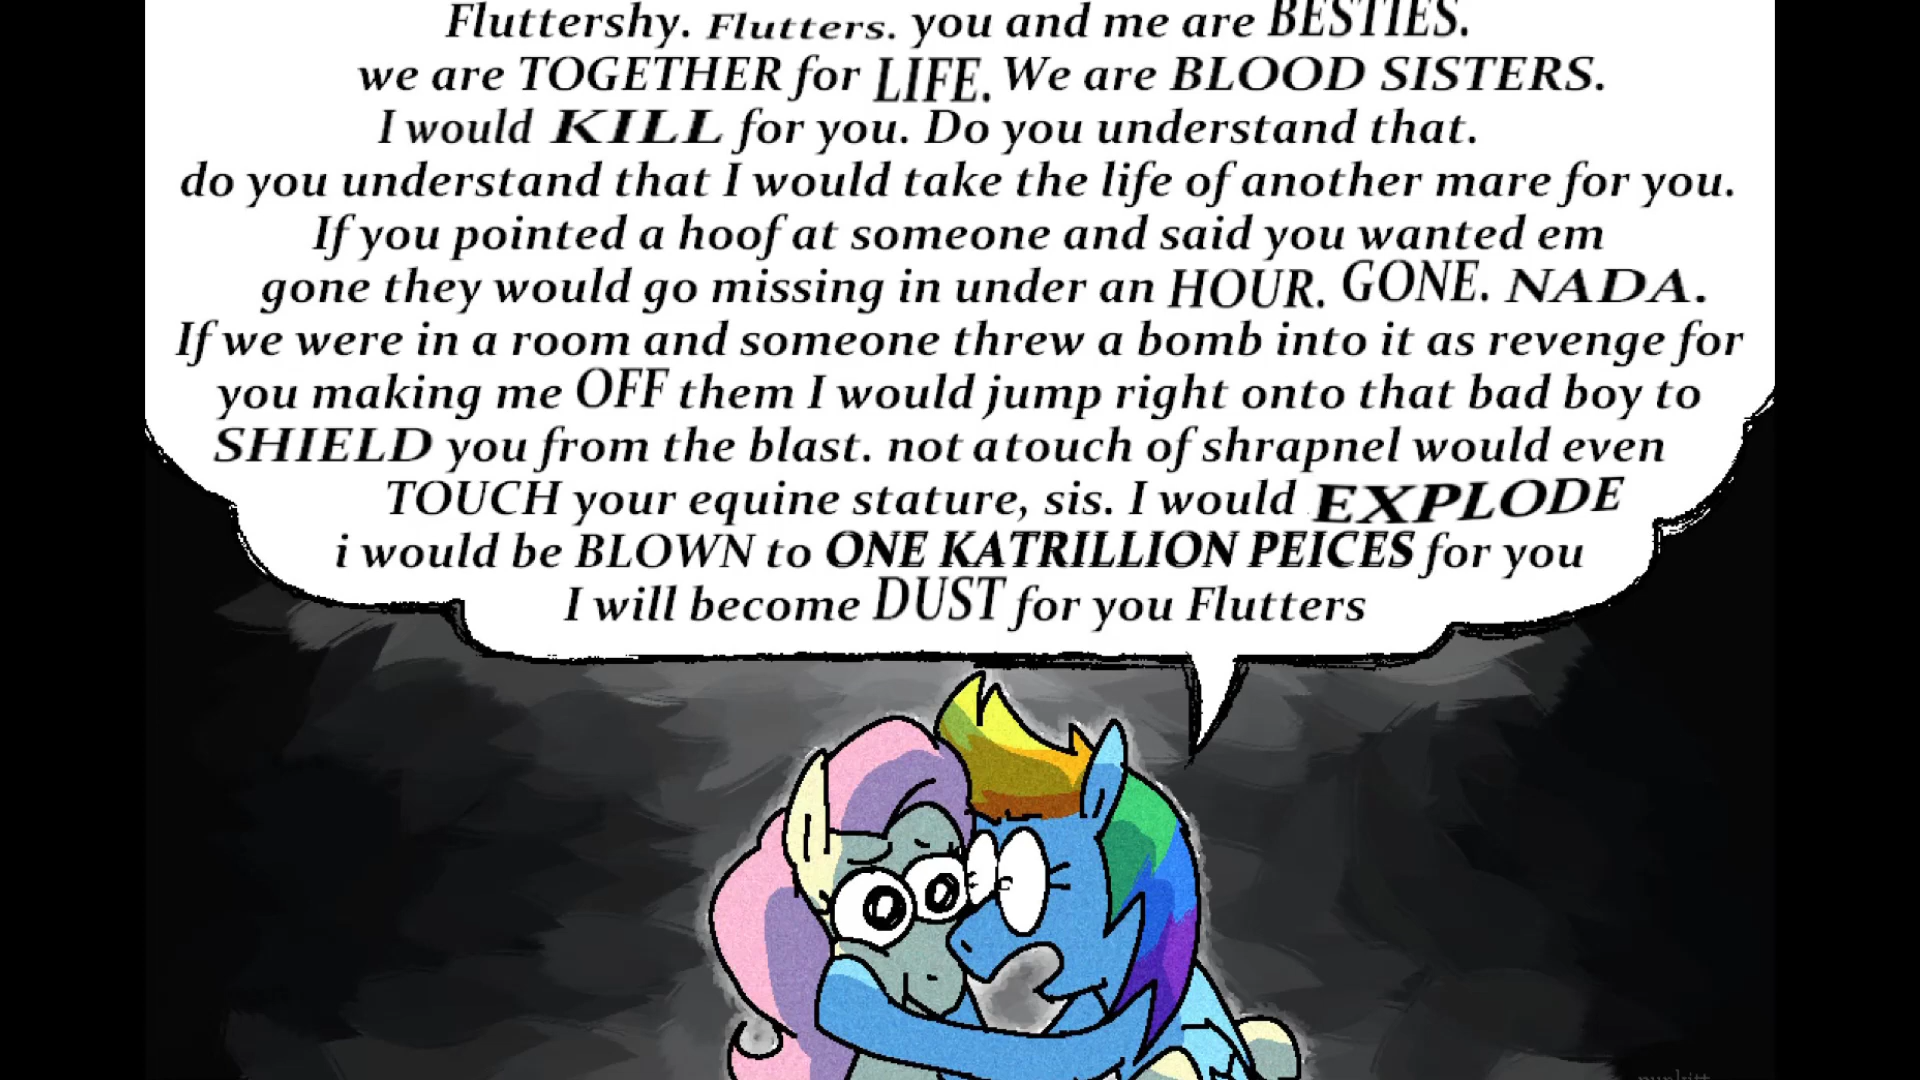 Fluttershy. Flutters. you and me are BESTIES.
we are TOGETHER for LIFE. We are BLOOD SISTERS.
I would KILL for you. Do you understand that.
do you understand that I would take the life of another mare for you.
If you pointed a hoof at someone and said you wanted em
gone they would go missing in under an HOUR. GONE. NADA.
If we were in a room and someone threw a bomb into it as revenge for
you making me OFF them I would jump right onto that bad boy to
SHIELD you from the blast. not atouch of shrapnel would even
TOUCH your equine stature, sis. I would EXPLODE
i would be BLOWN to ONE KATRILLION PEICES for you
I will become DUST for you Flutters